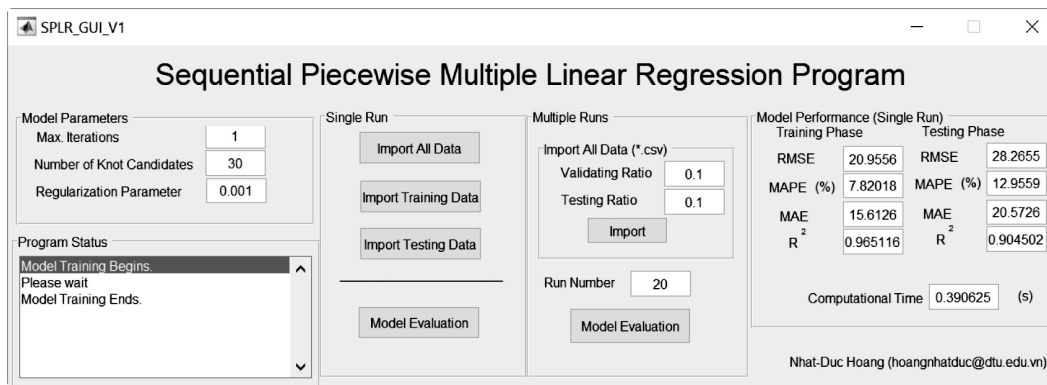 SPLR_GUI_V1
Sequential Piecewise Multiple Linear Regression Program
Model Parameters
Max. Iterations 1
Number of Knot Candidates 30
Regularization Parameter 0.001
Program Status
Model Training Begins.
Please wait
Model Training Ends.
Single Run
Import All Data
Import Training Data
Import Testing Data
Model Evaluation
Multiple Runs
Import All Data (*.csv)
Validating Ratio 0.1
Testing Ratio 0.1
Import
Run Number 20
Model Evaluation
Model Performance (Single Run)
Training Phase Testing Phase
RMSE 20.9556 RMSE 28.2655
MAPE (%) 7.82018 MAPE (%) 12.9559
MAE 15.6126 MAE 20.5726
R² 0.965116 R² 0.904502
Computational Time 0.390625 (s)
Nhat-Duc Hoang (hoangnhatduc@dtu.edu.vn)